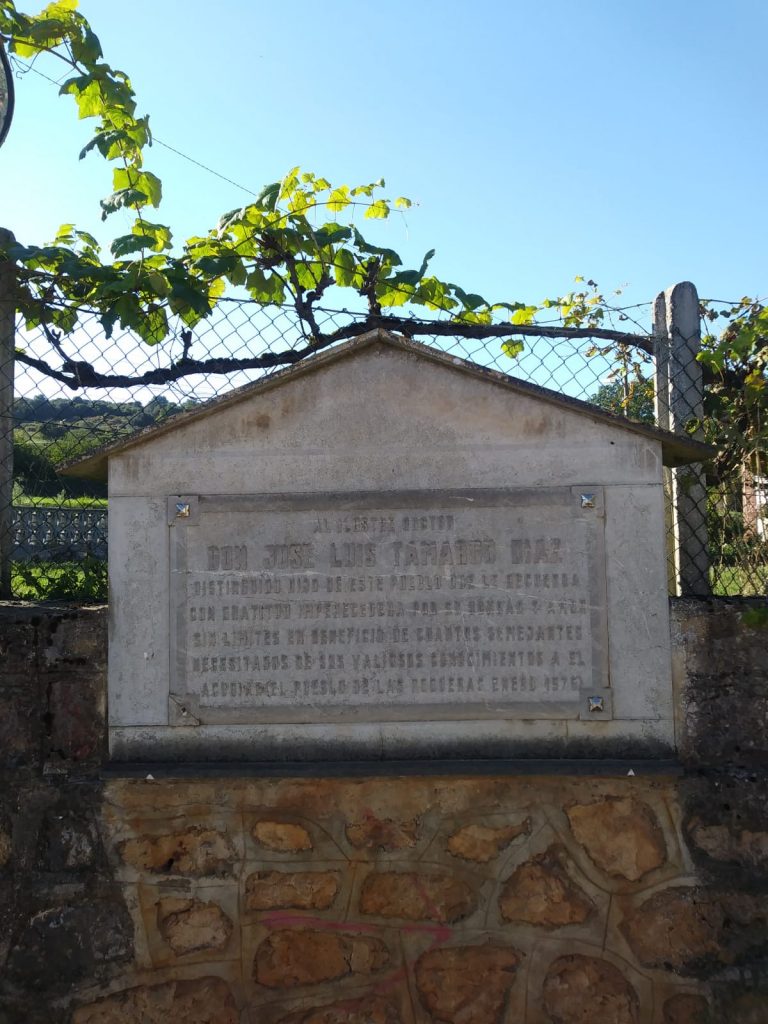 AL ILUSTRE DOCTOR
DON JOSE LUIS TAMARGO DIAZ
DISTINGUIDO HIJO DE ESTE PUEBLO QUE LE RECUERDA
CON GRATITUD IMPERECEDERA POR SU BONDAD Y AMOR
SIN LIMITES EN BENEFICIO DE CUANTOS SEMEJANTES
NECESITADOS DE SUS VALIOSOS CONOCIMIENTOS A EL
ACUDIAN (EL PUEBLO DE LAS REGUERAS ENERO 1976)